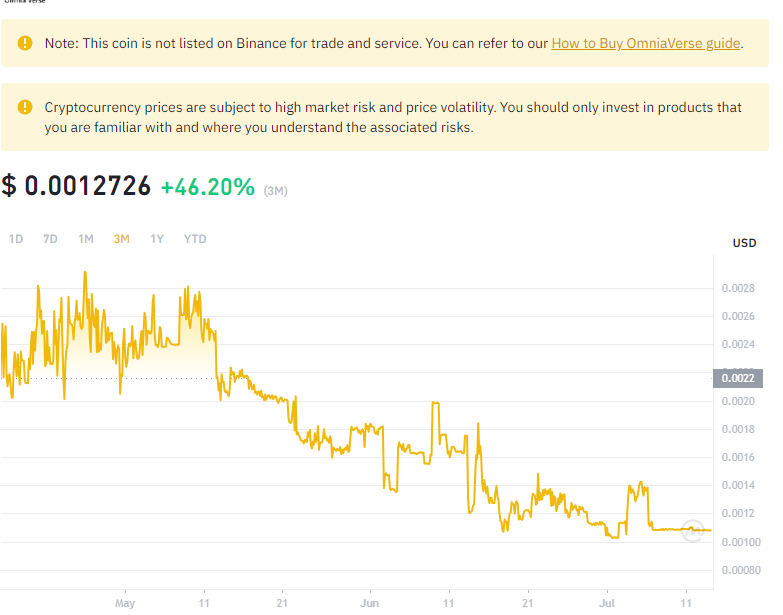 Omnia Verse
Note: This coin is not listed on Binance for trade and service. You can refer to our How to Buy OmniaVerse guide.
Cryptocurrency prices are subject to high market risk and price volatility. You should only invest in products that
you are familiar with and where you understand the associated risks.
$ 0.0012726 +46.20% (3M)
1D 7D 1M 3M 1Y YTD
USD
0.0028
0.0026
0.0024
0.0022
0.0020
0.0018
0.0016
0.0014
0.0012
0.00100
0.00080
May 11 21 Jun 11 21 Jul 11